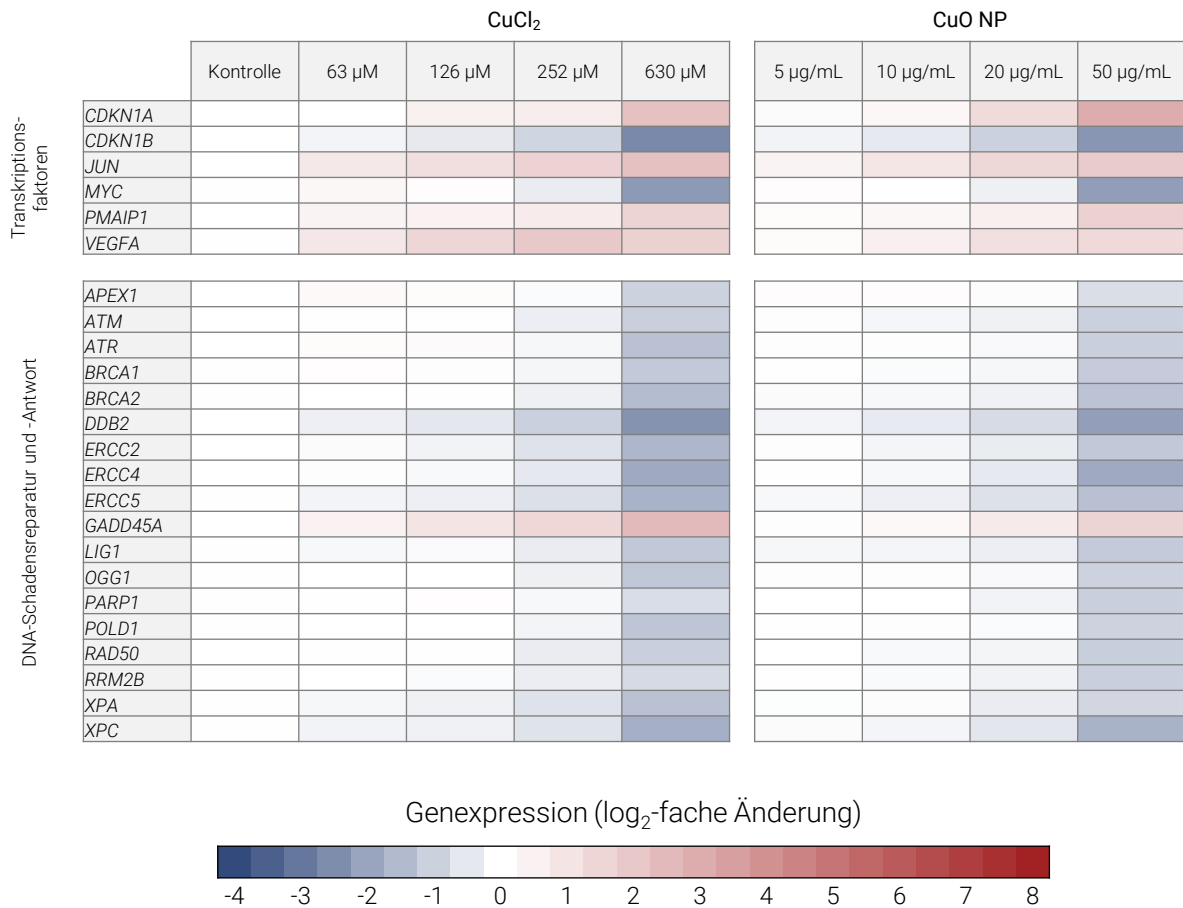 CuCl₂ CuO NP
Kontrolle 63 µM 126 µM 252 µM 630 µM 5 µg/mL 10 µg/mL 20 µg/mL 50 µg/mL
Transkriptions-
faktoren
CDKN1A
CDKN1B
JUN
MYC
PMAIP1
VEGFA
DNA-Schadensreparatur und -Antwort
APEX1
ATM
ATR
BRCA1
BRCA2
DDB2
ERCC2
ERCC4
ERCC5
GADD45A
LIG1
OGG1
PARP1
POLD1
RAD50
RRM2B
XPA
XPC
Genexpression (log₂-fache Änderung)
-4 -3 -2 -1 0 1 2 3 4 5 6 7 8